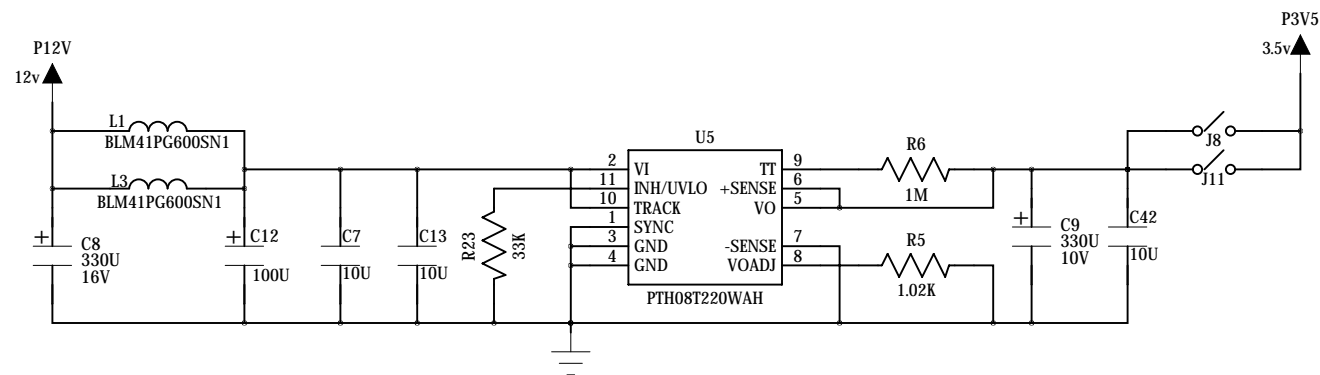 P12V
12v
L1
BLM41PG600SN1
L3
BLM41PG600SN1
C8
330U
16V
C12
100U
C7
10U
C13
10U
R23
33K
U5
2 VI
11 INH/UVLO
10 TRACK
1 SYNC
3 GND
4 GND
TT 9
+SENSE 6
VO 5
-SENSE 7
VOADJ 8
PTH08T220WAH
R6
1M
R5
1.02K
C9
330U
10V
C42
10U
J8
J11
P3V5
3.5v